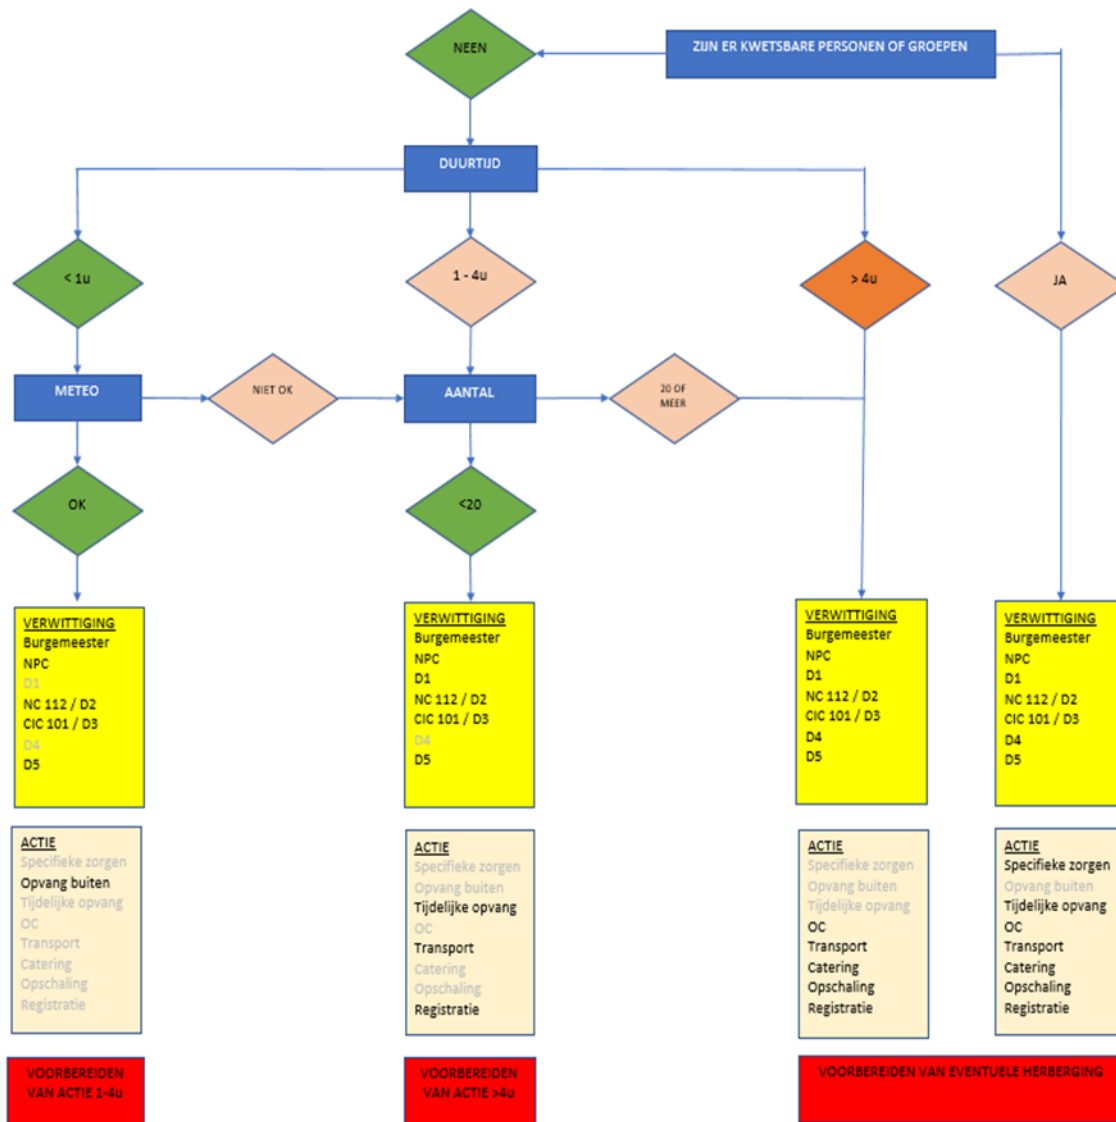 NEEN
ZIJN ER KWETSBARE PERSONEN OF GROEPEN
DUURTIJD
< 1u
1 - 4u
> 4u
JA
METEO
NIET OK
AANTAL
20 OF
MEER
OK
<20
VERWITTIGING
Burgemeester
NPC
D1
NC 112 / D2
CIC 101 / D3
D4
D5
VERWITTIGING
Burgemeester
NPC
D1
NC 112 / D2
CIC 101 / D3
D4
D5
VERWITTIGING
Burgemeester
NPC
D1
NC 112 / D2
CIC 101 / D3
D4
D5
VERWITTIGING
Burgemeester
NPC
D1
NC 112 / D2
CIC 101 / D3
D4
D5
ACTIE
Specifieke zorgen
Opvang buiten
Tijdelijke opvang
OC
Transport
Catering
Opschaling
Registratie
ACTIE
Specifieke zorgen
Opvang buiten
Tijdelijke opvang
OC
Transport
Catering
Opschaling
Registratie
ACTIE
Specifieke zorgen
Opvang buiten
Tijdelijke opvang
OC
Transport
Catering
Opschaling
Registratie
ACTIE
Specifieke zorgen
Opvang buiten
Tijdelijke opvang
OC
Transport
Catering
Opschaling
Registratie
VOORBEREIDEN
VAN ACTIE 1-4u
VOORBEREIDEN
VAN ACTIE >4u
VOORBEREIDEN VAN EVENTUELE HERBERGING